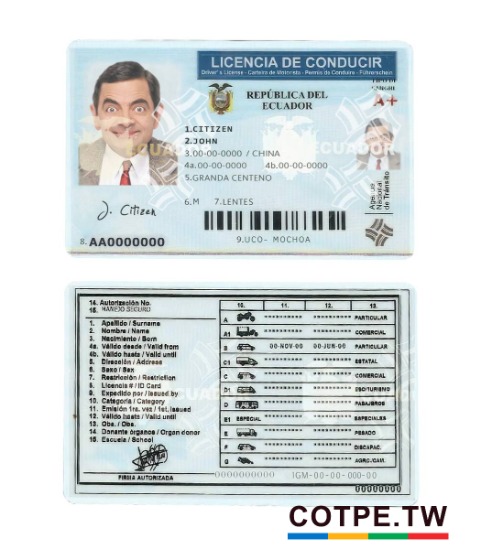 LICENCIA DE CONDUCIR
Driver´s License - Carteira de Motorista - Permis de Conduire - Führerschein
REPÚBLICA DEL
ECUADOR
A+
1.CITIZEN
2.JOHN
3.00-00-0000 / CHINA
4a.00-00-0000 4b.00-00-0000
5.GRANDA CENTENO
6.M 7.LENTES
J. Citizen
8. AA0000000
9.UCO- MOCHOA
Agencia
Nacional
de Tránsito
ECUADOR
14. Autorización No.
15. MANEJO SEGURO
1. Apellido / Surname
2. Nombre / Name
3. Nacimiento / Born
4a. Válido desde / Valid from
4b. Válido hasta / Valid until
5. Dirección / Address
6. Sexo / Sex
7. Restricción / Restriction
8. Licencia # / ID Card
9. Expedido por / Issued by
10. Categoría / Category
11. Emisión 1ra. vez / 1st. Issued
12. Válido hasta / Valid until
13. Obs. / Obs.
14. Donante órganos / Organ donor
15. Escuela / School
FIRMA AUTORIZADA
10. 11. 12. 13.
A ********** ********** PARTICULAR
A1 ********** ********** COMERCIAL
B 00-NOV-00 00-JUN-00 PARTICULAR
C1 ********** ********** ESTATAL
C ********** ********** COMERCIAL
D1 ********** ********** ESCO/TURISMO
D ********** ********** PASAJEROS
E1 ESPECIAL ********** ********** ESPECIALES
E ********** ********** PESADO
F ********** ********** DISCAPAC.
G ********** ********** AGRO./CAM.
0000000000 IGM-00-00-000-00
00000000
COTPE.TW